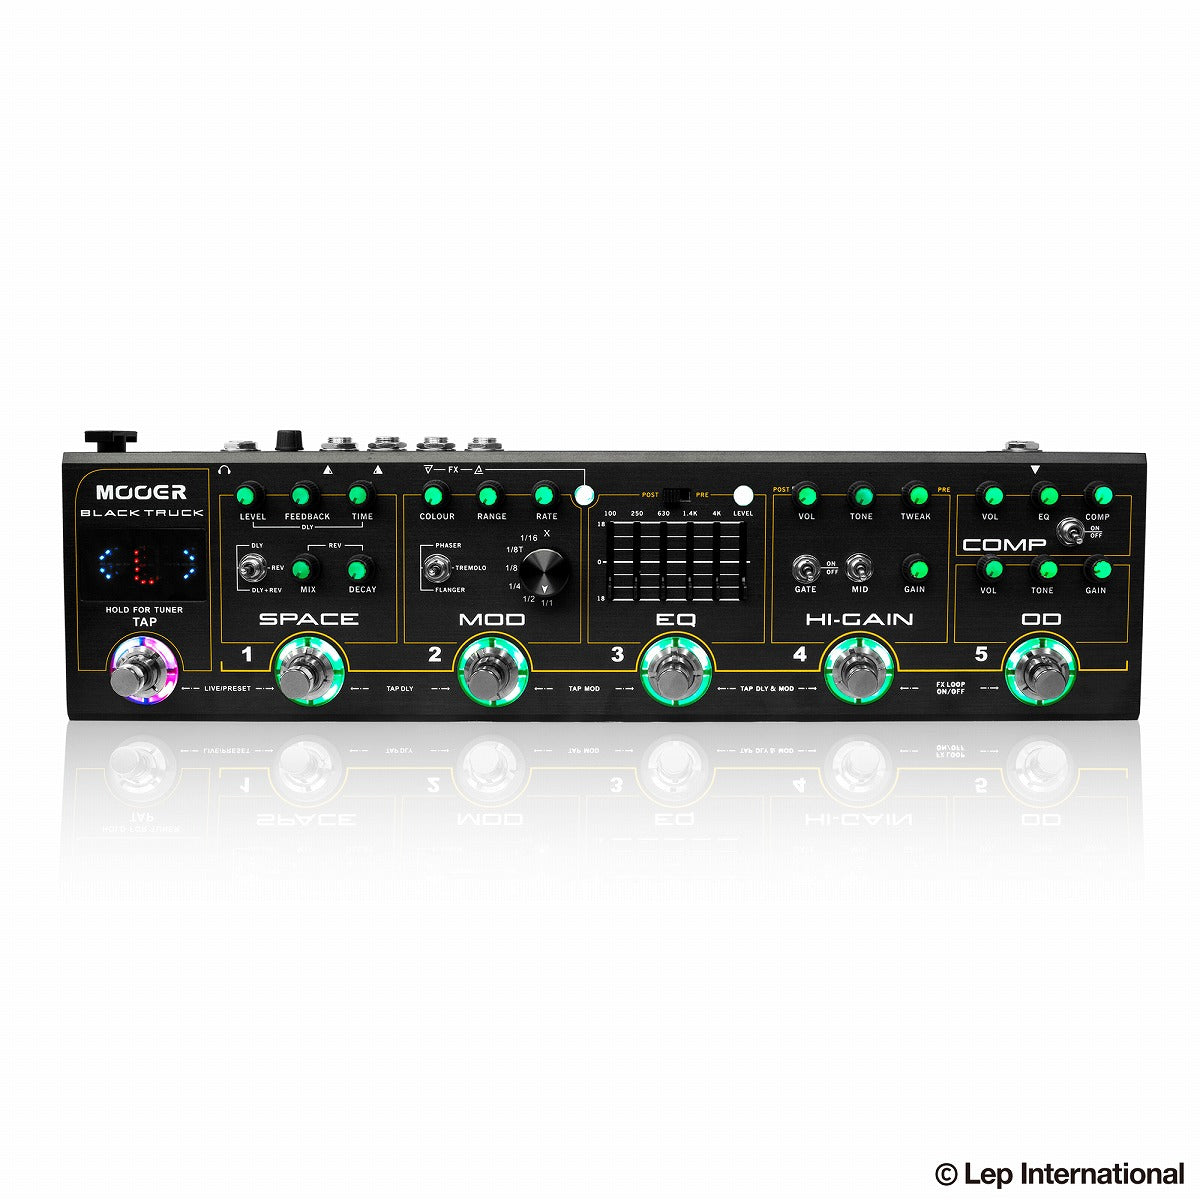 MOOER
BLACK TRUCK
HOLD FOR TUNER
TAP
LEVEL FEEDBACK TIME
DLY
DLY
REV
DLY+REV
REV
MIX DECAY
SPACE
FX
COLOUR RANGE RATE
PHASER
TREMOLO
FLANGER
X
1/16
1/8T
1/8
1/4
1/2
1/1
MOD
POST PRE
100 250 630 1.4K 4K LEVEL
18
0
18
EQ
POST PRE
VOL TONE TWEAK
ON
OFF
GATE MID GAIN
HI-GAIN
VOL EQ COMP
COMP
ON
OFF
VOL TONE GAIN
OD
1 2 3 4 5
LIVE/PRESET TAP DLY TAP MOD TAP DLY & MOD FX LOOP
ON/OFF
© Lep International